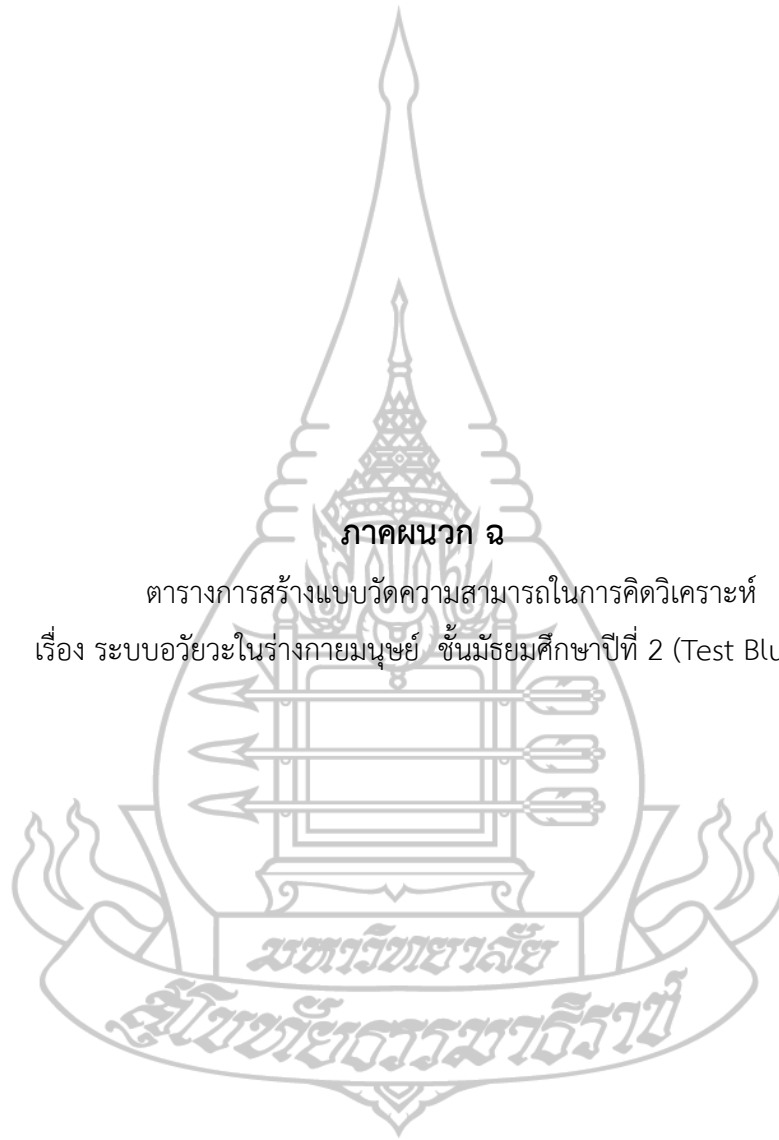 ภาคผนวก ฉ
ตารางการสร้างแบบวัดความสามารถในการคิดวิเคราะห์
เรื่อง ระบบอวัยวะในร่างกายมนุษย์ ชั้นมัธยมศึกษาปีที่ 2 (Test Blu
มหาวิทยาลัย
สุโขทัยธรรมาธิราช